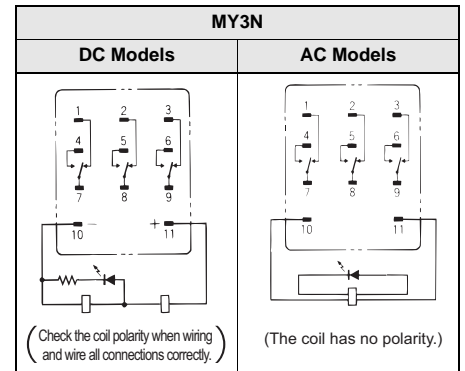 MY3N
DC Models
AC Models
1 2 3
4 5 6
7 8 9
10 − + 11
(Check the coil polarity when wiring
and wire all connections correctly.)
1 2 3
4 5 6
7 8 9
10 11
(The coil has no polarity.)